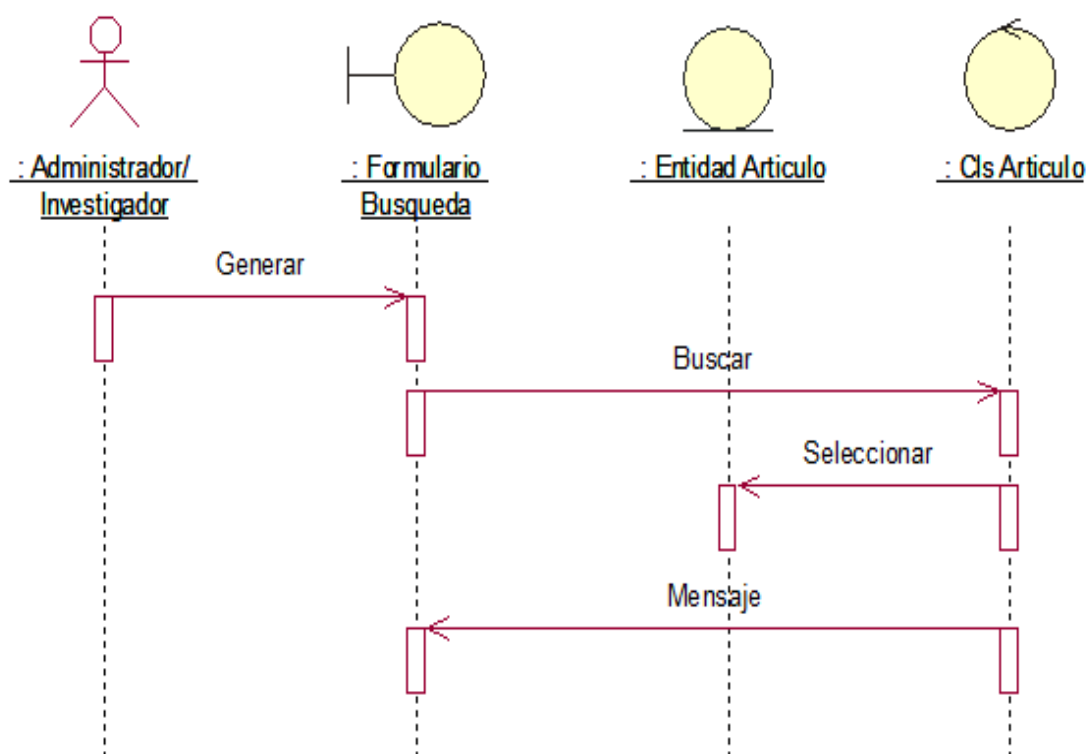 : Administrador/
Investigador
: Formulario
Busqueda
: Entidad Articulo
: Cls Articulo
Generar
Buscar
Seleccionar
Mensaje